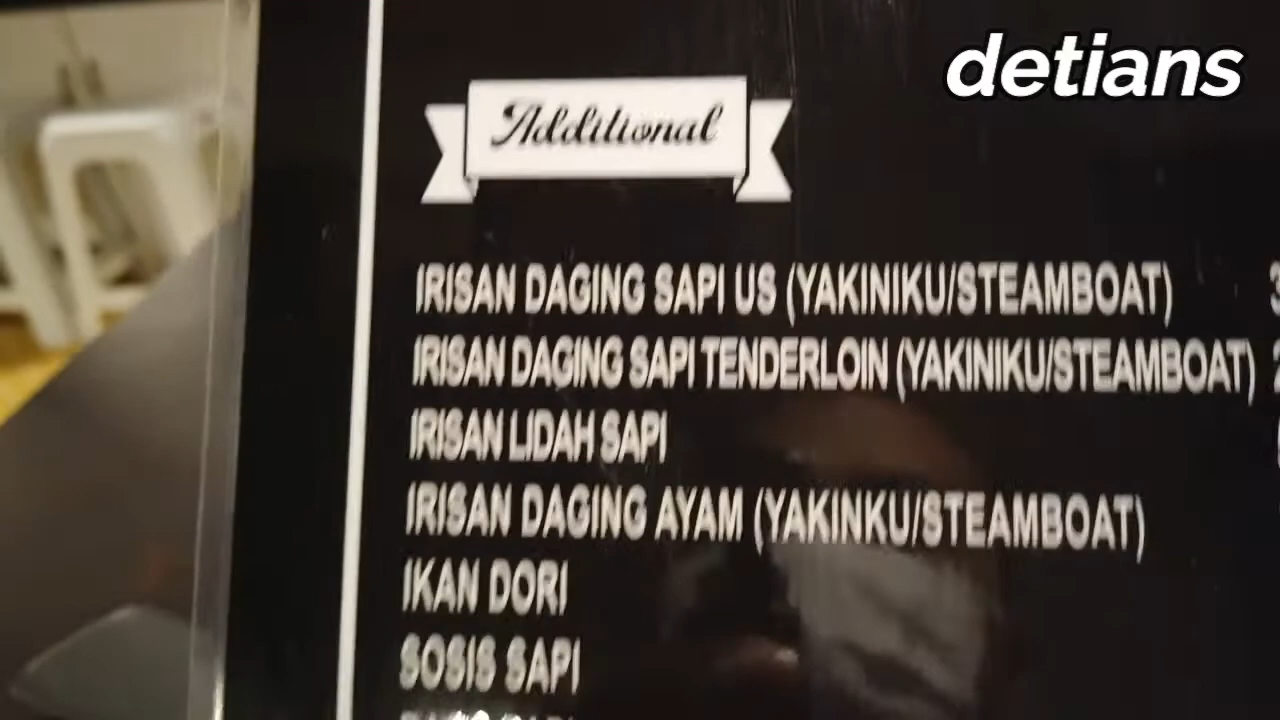 detians
Additional
IRISAN DAGING SAPI US (YAKINIKU/STEAMBOAT)
IRISAN DAGING SAPI TENDERLOIN (YAKINIKU/STEAMBOAT)
IRISAN LIDAH SAPI
IRISAN DAGING AYAM (YAKINKU/STEAMBOAT)
IKAN DORI
SOSIS SAPI